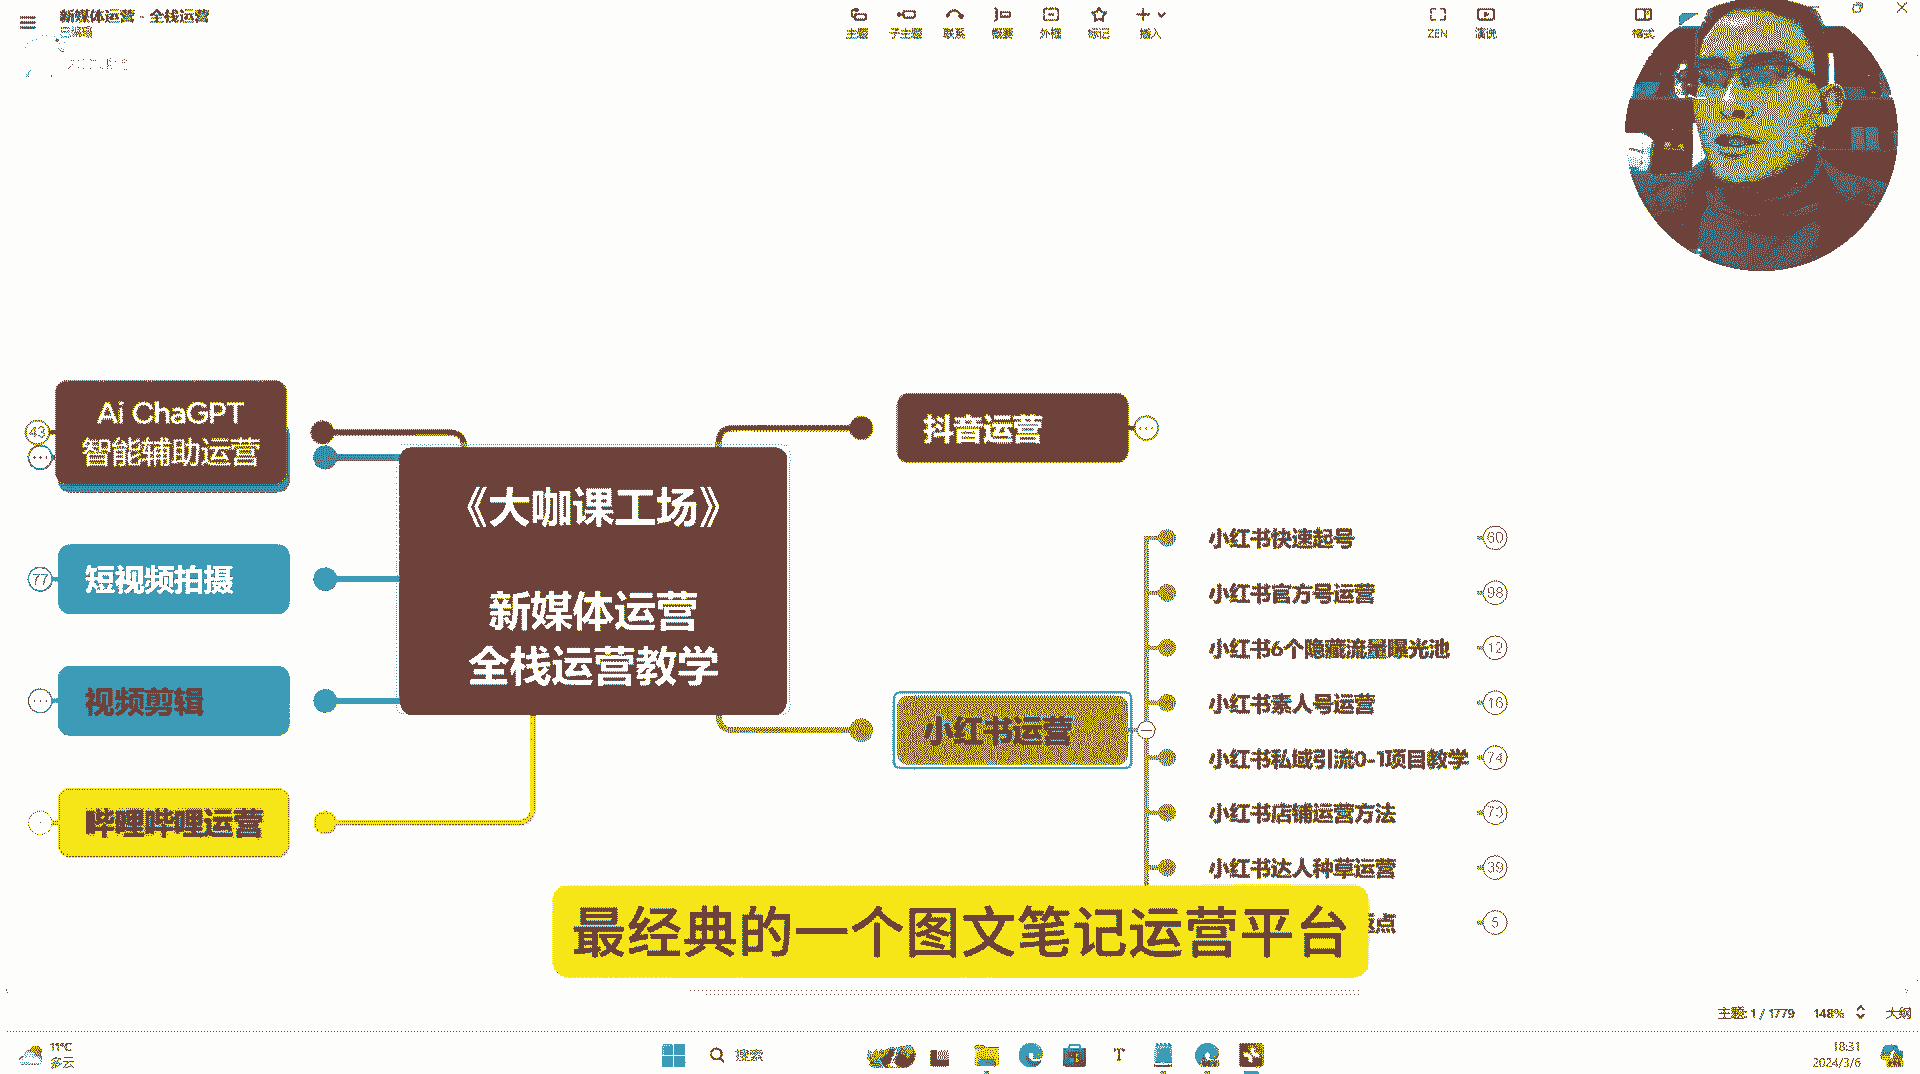 新媒体运营 - 全栈运营
已编辑
主题
子主题
联系
概要
外框
标记
插入
ZEN
演说
格式
Ai ChaGPT
智能辅助运营
43
短视频拍摄
77
视频剪辑
哔哩哔哩运营
《大咖课工场》
新媒体运营
全栈运营教学
抖音运营
小红书运营
小红书快速起号
60
小红书官方号运营
98
小红书6个隐藏流量曝光池
12
小红书素人号运营
16
小红书私域引流0-1项目教学
74
小红书店铺运营方法
73
小红书达人种草运营
39
点
5
最经典的一个图文笔记运营平台
主题: 1 / 1779
148%
大纲
11°C
多云
搜索
18:31
2024/3/6